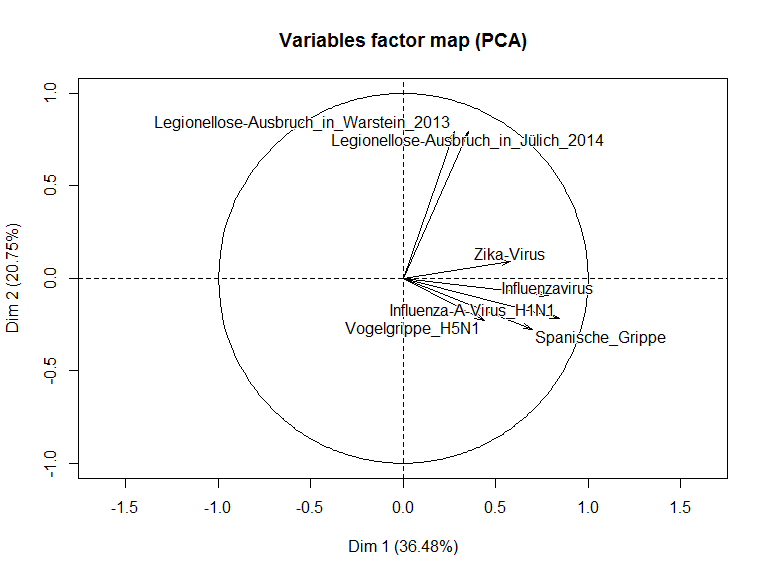 Variables factor map (PCA)
1.0
0.5
0.0
-0.5
-1.0
Dim 2 (20.75%)
Legionellose-Ausbruch_in_Warstein_2013
Legionellose-Ausbruch_in_Jülich_2014
Zika-Virus
Influenzavirus
Influenza-A-Virus_H1N1
Vogelgrippe_H5N1
Spanische_Grippe
-1.5 -1.0 -0.5 0.0 0.5 1.0 1.5
Dim 1 (36.48%)